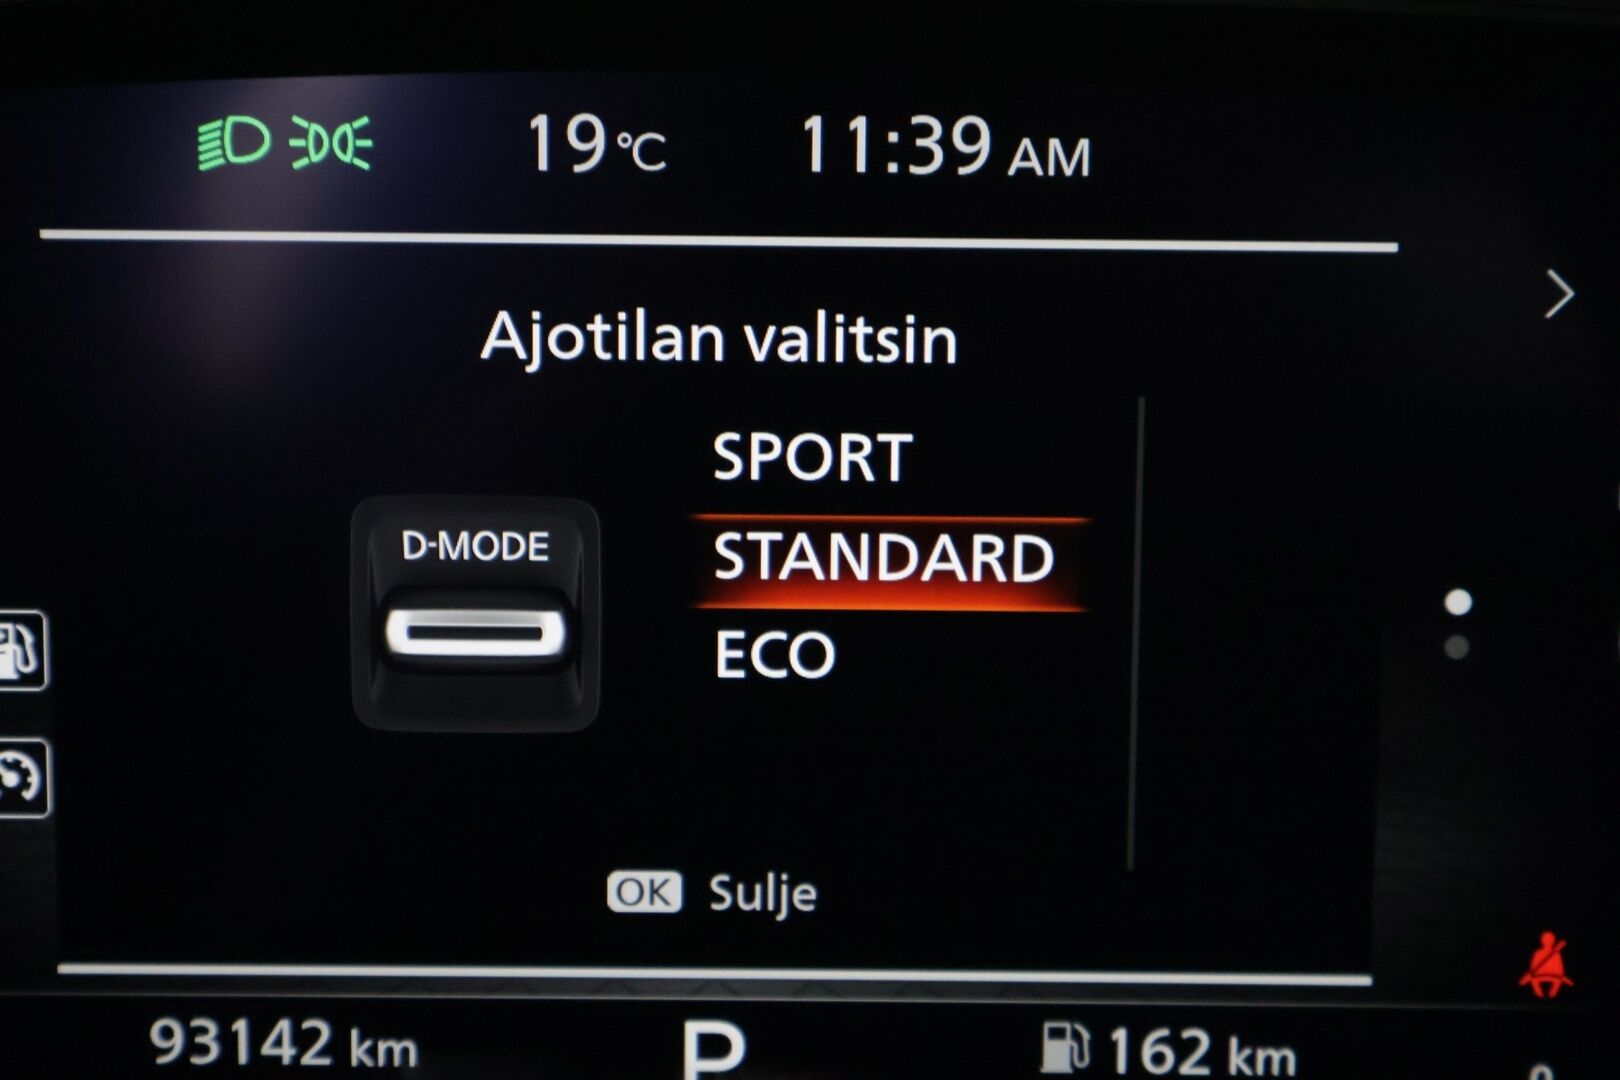 19°C 11:39 AM
Ajotilan valitsin
SPORT
D-MODE
STANDARD
ECO
OK Sulje
93142 km P 162 km